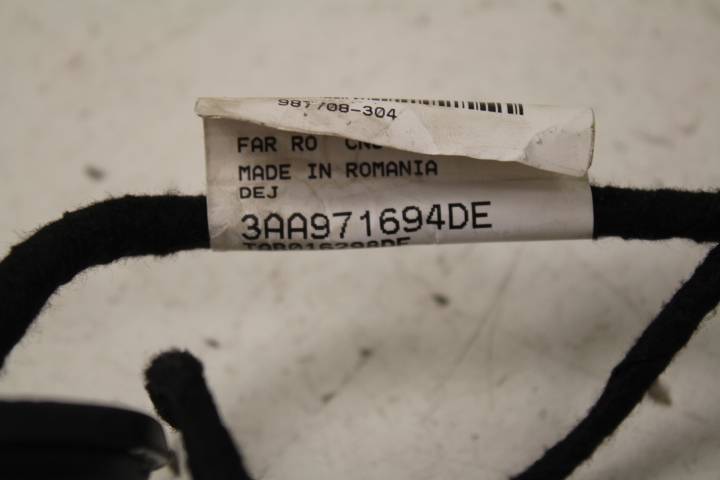 987708-304
FAR RO
MADE IN ROMANIA
DEJ
3AA971694DE